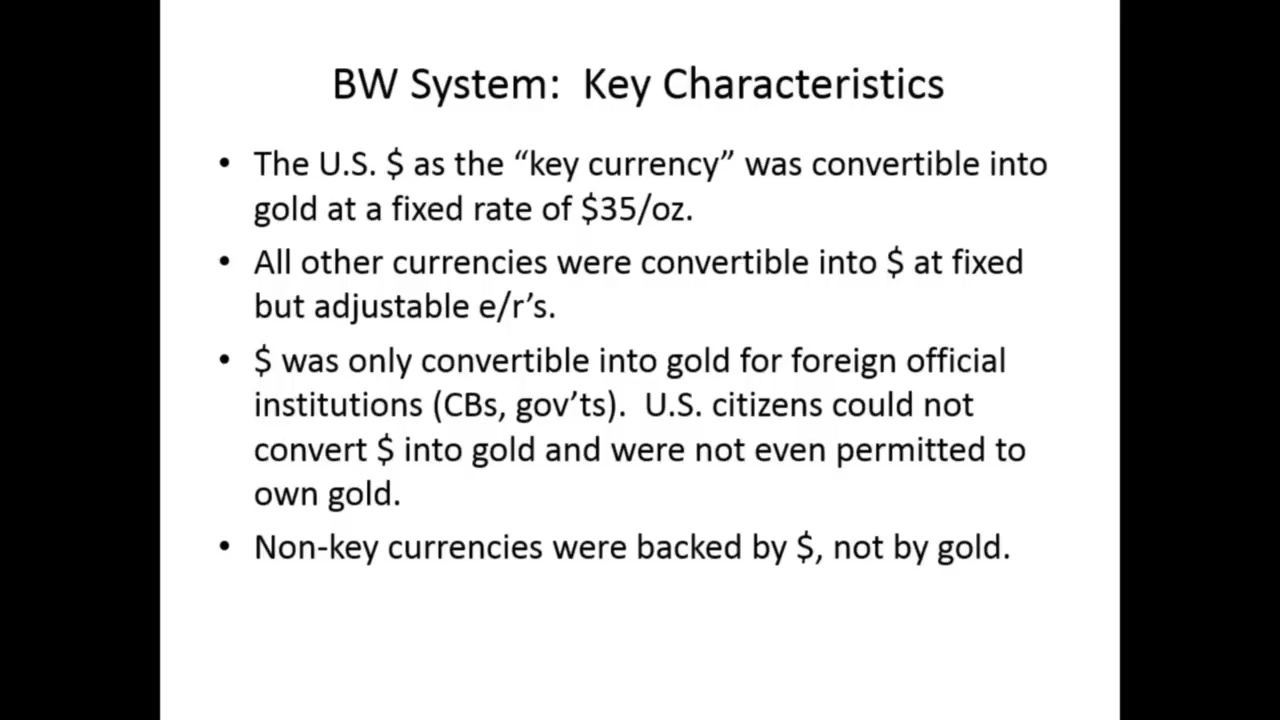 BW System:  Key Characteristics
• The U.S. $ as the “key currency” was convertible into
gold at a fixed rate of $35/oz.
• All other currencies were convertible into $ at fixed
but adjustable e/r’s.
• $ was only convertible into gold for foreign official
institutions (CBs, gov’ts).  U.S. citizens could not
convert $ into gold and were not even permitted to
own gold.
• Non-key currencies were backed by $, not by gold.